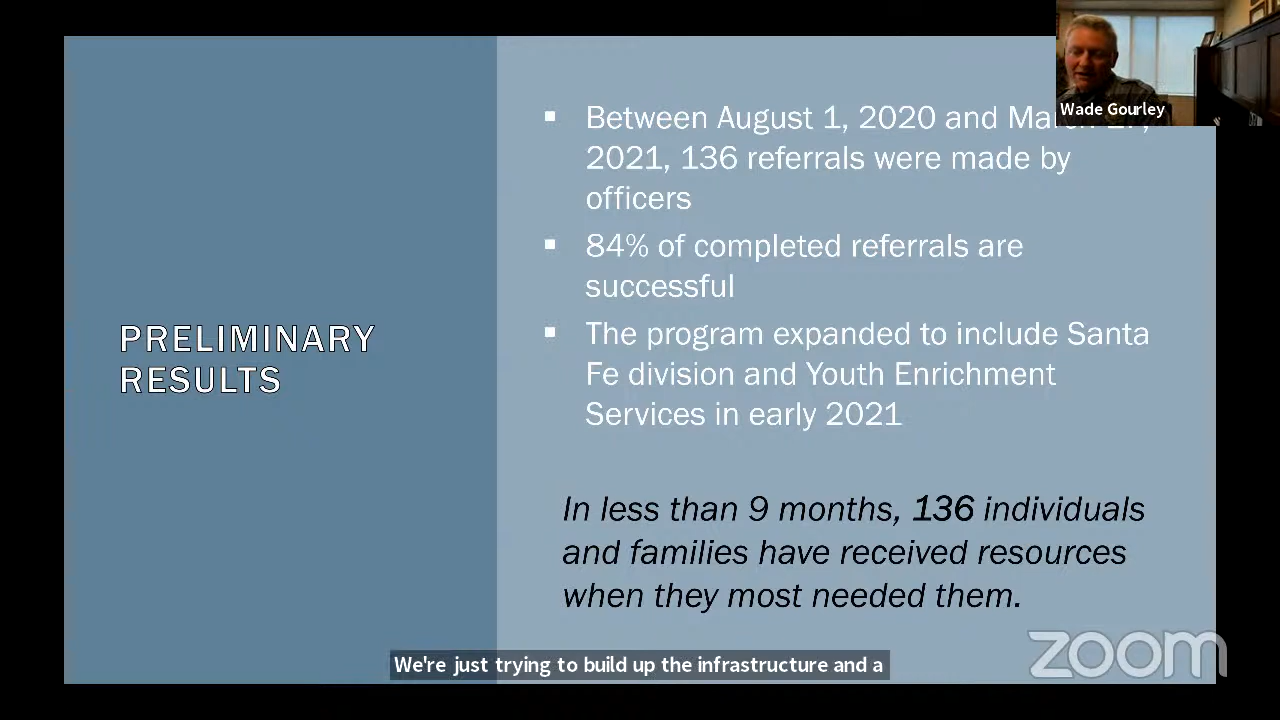 Wade Gourley
PRELIMINARY
RESULTS
▪ Between August 1, 2020 and
2021, 136 referrals were made by
officers
▪ 84% of completed referrals are
successful
▪ The program expanded to include Santa
Fe division and Youth Enrichment
Services in early 2021
In less than 9 months, 136 individuals
and families have received resources
when they most needed them.
We're just trying to build up the infrastructure and a
zoom